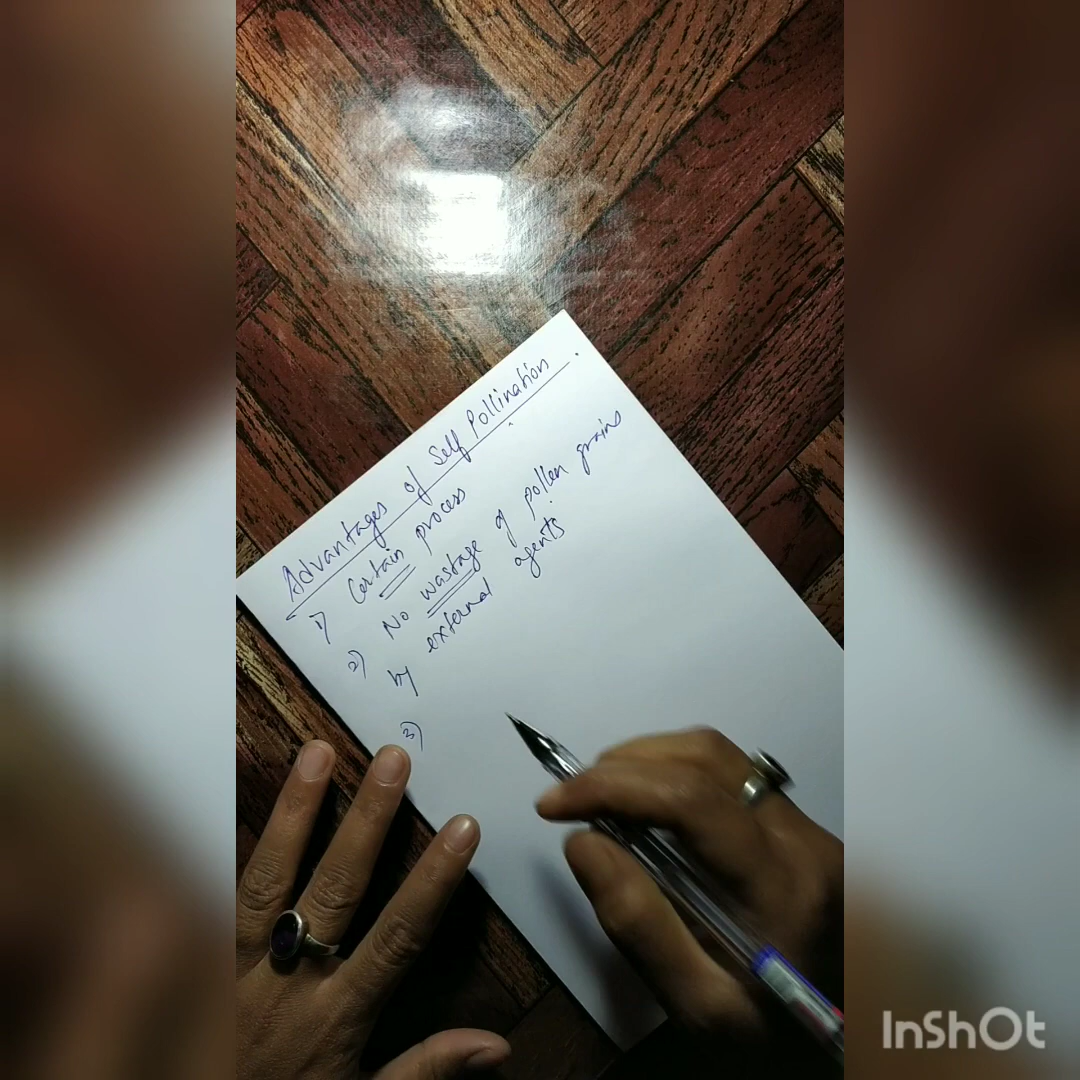 Advantages of Self Pollination.
1) Certain process
2) No wastage of pollen grains
by external agents
3)
InShOt